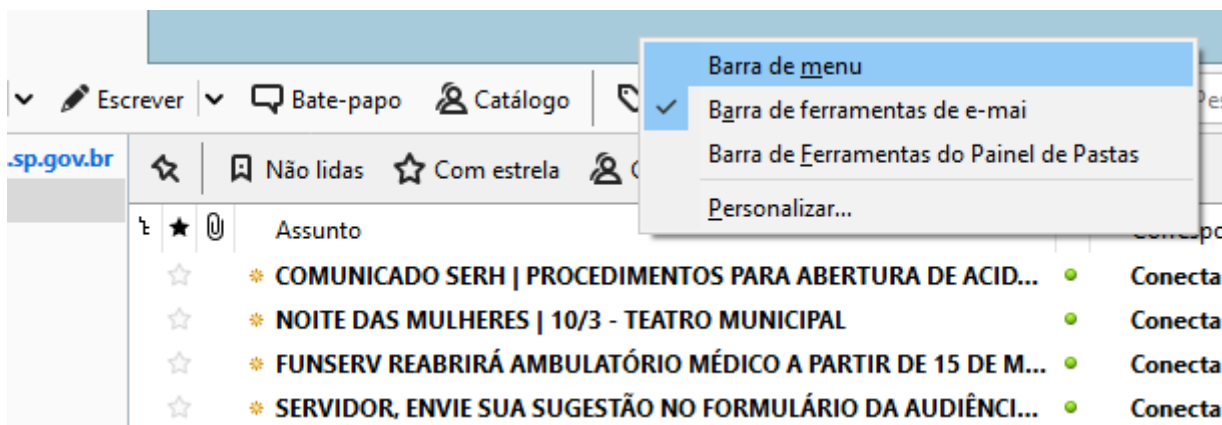 Barra de menu
Escrever Bate-papo Catálogo
Barra de ferramentas de e-mai
.sp.gov.br Não lidas Com estrela
Barra de Ferramentas do Painel de Pastas
Personalizar...
Assunto
COMUNICADO SERH | PROCEDIMENTOS PARA ABERTURA DE ACID... Conecta
NOITE DAS MULHERES | 10/3 - TEATRO MUNICIPAL Conecta
FUNSERV REABRIRÁ AMBULATÓRIO MÉDICO A PARTIR DE 15 DE M... Conecta
SERVIDOR, ENVIE SUA SUGESTÃO NO FORMULÁRIO DA AUDIÊNCI... Conecta